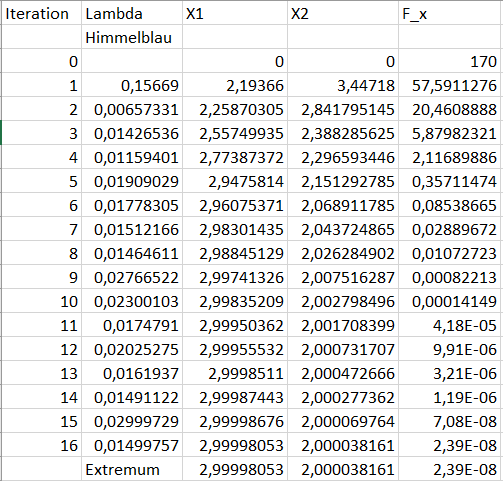 Iteration Lambda X1 X2 F_x
Himmelblau
0 0 0 170
1 0,15669 2,19366 3,44718 57,5911276
2 0,00657331 2,25870305 2,841795145 20,4608888
3 0,01426536 2,55749935 2,388285625 5,87982321
4 0,01159401 2,77387372 2,296593446 2,11689886
5 0,01909029 2,9475814 2,151292785 0,35711474
6 0,01778305 2,96075371 2,068911785 0,08538665
7 0,01512166 2,98301435 2,043724865 0,02889672
8 0,01464611 2,98845129 2,026284902 0,01072723
9 0,02766522 2,99741326 2,007516287 0,00082213
10 0,02300103 2,99835209 2,002798496 0,00014149
11 0,0174791 2,99950362 2,001708399 4,18E-05
12 0,02025275 2,99955532 2,000731707 9,91E-06
13 0,0161937 2,9998511 2,000472666 3,21E-06
14 0,01491122 2,99987443 2,000277362 1,19E-06
15 0,02999729 2,99998676 2,000069764 7,08E-08
16 0,01499757 2,99998053 2,000038161 2,39E-08
Extremum 2,99998053 2,000038161 2,39E-08